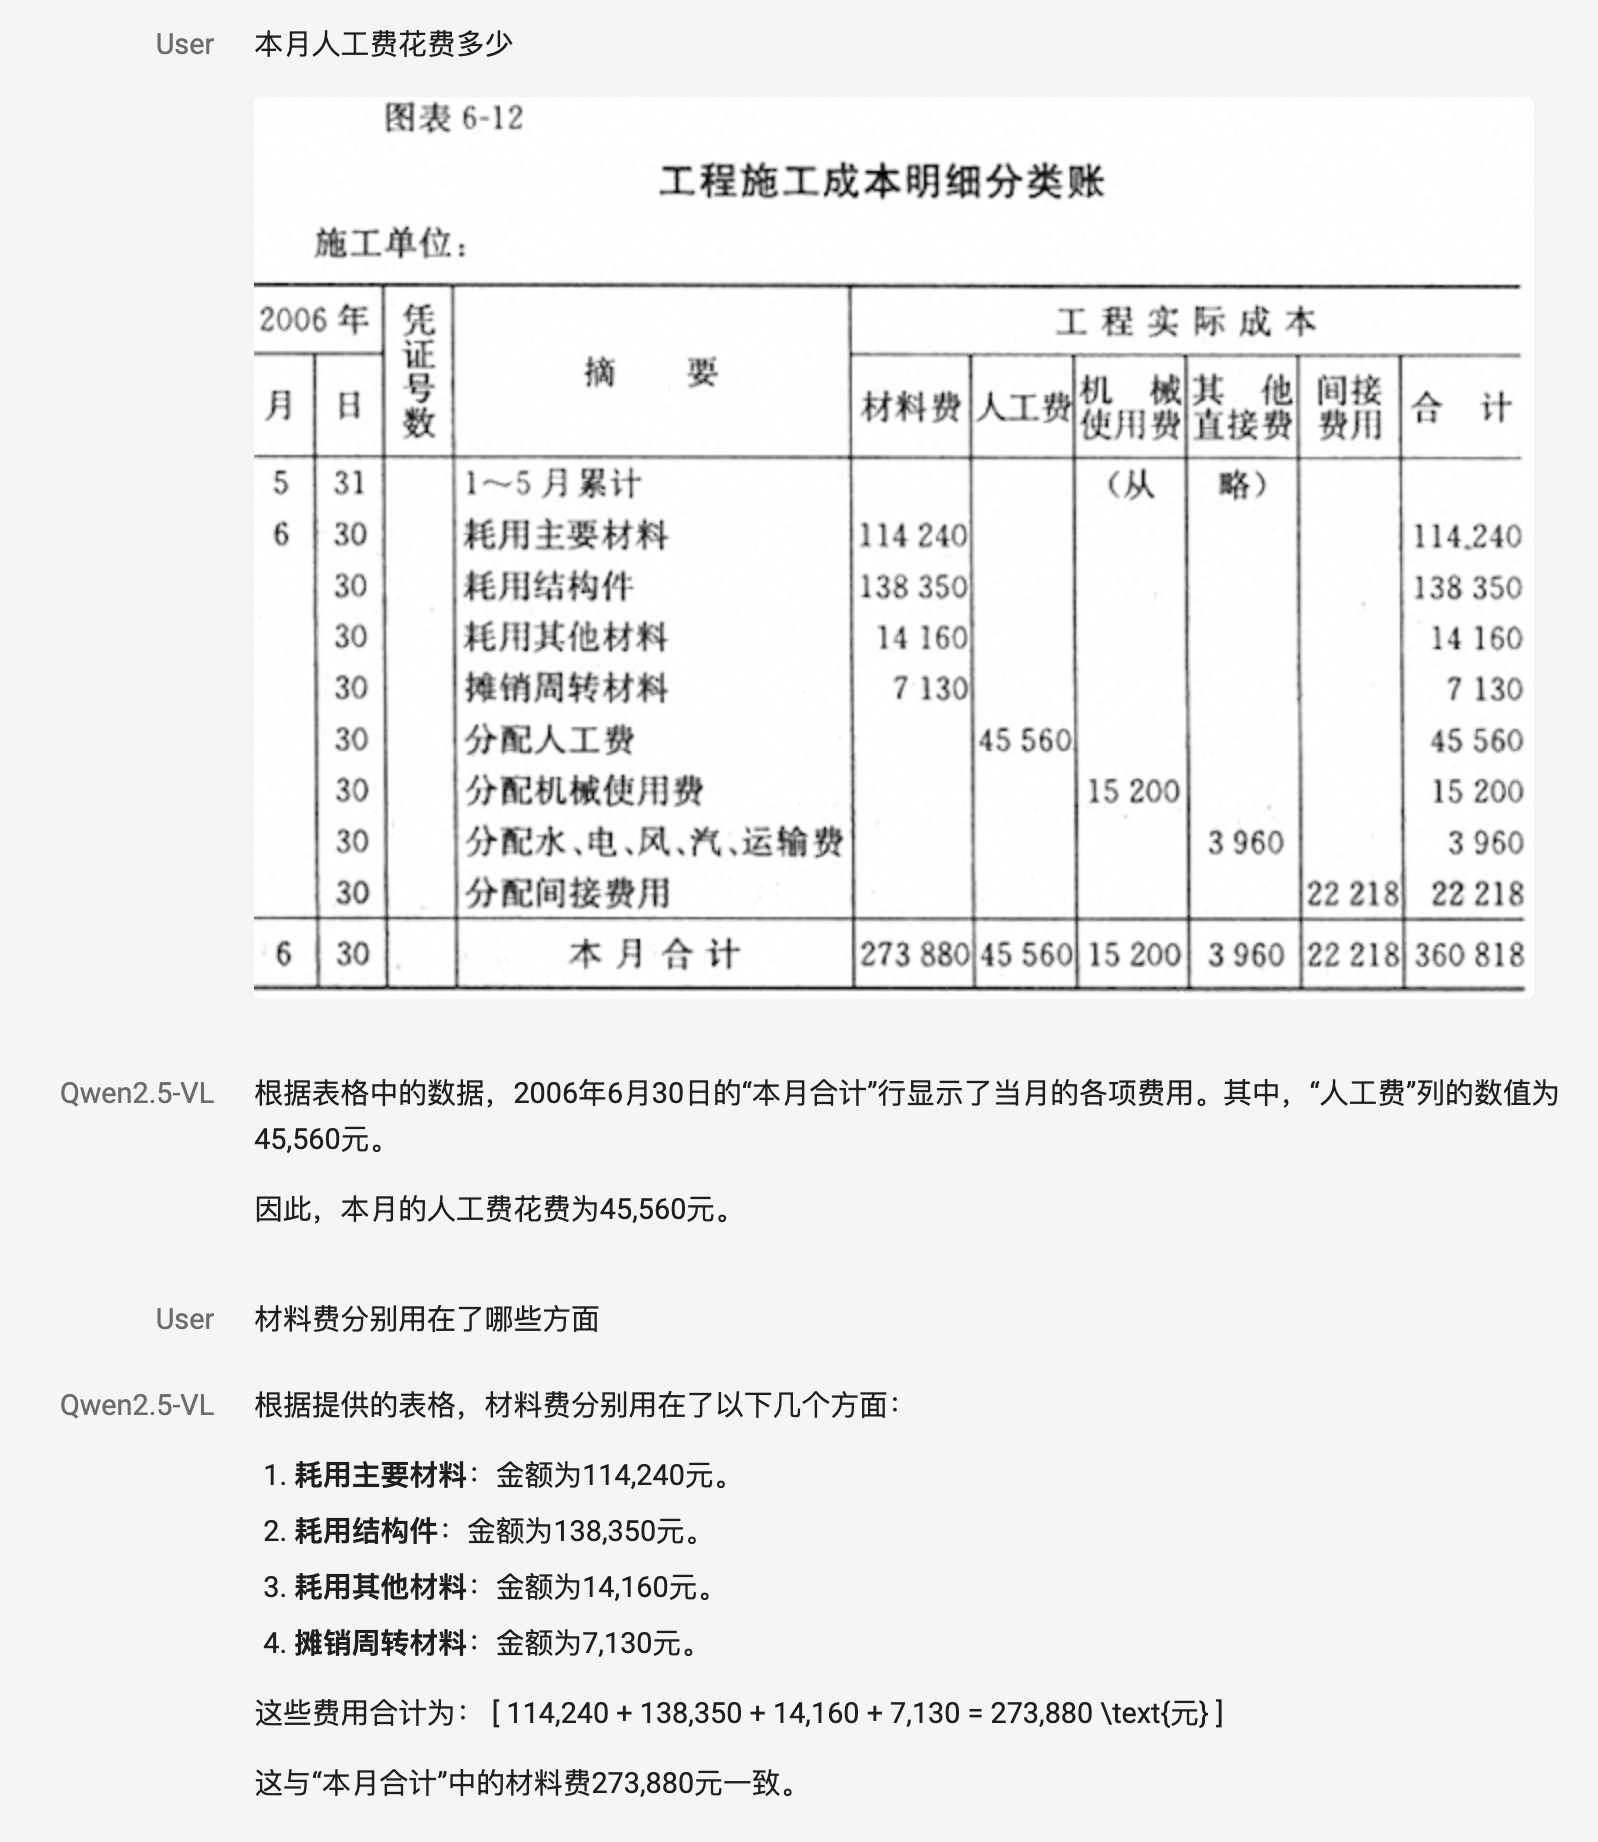 User 本月人工费花费多少
图表 6-12
工程施工成本明细分类账
施工单位：
2006 年 凭证号数 摘 要 工程实际成本
月 日 材料费 人工费 机械使用费 其他直接费 间接费用 合 计
5 31 1～5 月累计 （从 略）
6 30 耗用主要材料 114 240 114.240
30 耗用结构件 138 350 138 350
30 耗用其他材料 14 160 14 160
30 摊销周转材料 7 130 7 130
30 分配人工费 45 560 45 560
30 分配机械使用费 15 200 15 200
30 分配水、电、风、汽、运输费 3 960 3 960
30 分配间接费用 22 218 22 218
6 30 本月合计 273 880 45 560 15 200 3 960 22 218 360 818
Qwen2.5-VL 根据表格中的数据，2006年6月30日的“本月合计”行显示了当月的各项费用。其中，“人工费”列的数值为
45,560元。
因此，本月的人工费花费为45,560元。
User 材料费分别用在了哪些方面
Qwen2.5-VL 根据提供的表格，材料费分别用在了以下几个方面：
1. 耗用主要材料：金额为114,240元。
2. 耗用结构件：金额为138,350元。
3. 耗用其他材料：金额为14,160元。
4. 摊销周转材料：金额为7,130元。
这些费用合计为： [ 114,240 + 138,350 + 14,160 + 7,130 = 273,880 \text{元} ]
这与“本月合计”中的材料费273,880元一致。